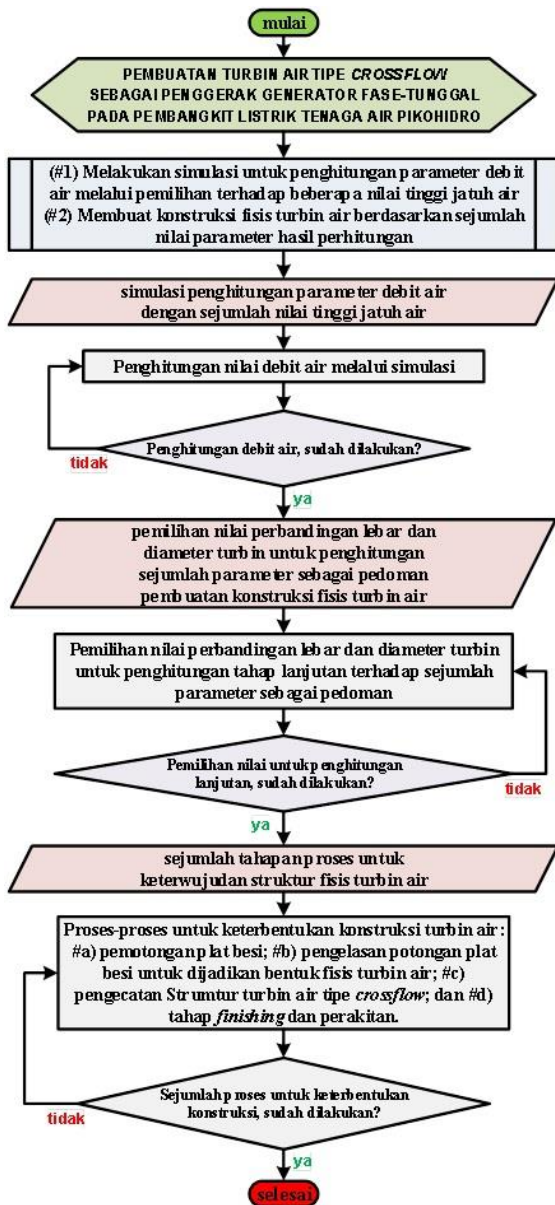 mulai
PEMBUATAN TURBIN AIR TIPE CROSSFLOW
SEBAGAI PENGGERAK GENERATOR FASE-TUNGGAL
PADA PEMBANGKIT LISTRIK TENAGA AIR PIKOHIDRO
(#1) Melakukan simulasi untuk penghitungan parameter debit
air melalui pemilihan terhadap beberapa nilai tinggi jatuh air
(#2) Membuat konstruksi fisis turbin air berdasarkan sejumlah
nilai parameter hasil perhitungan
simulasi penghitungan parameter debit air
dengan sejumlah nilai tinggi jatuh air
Penghitungan nilai debit air melalui simulasi
Penghitungan debit air, sudah dilakukan?
tidak
ya
pemilihan nilai perbandingan lebar dan
diameter turbin untuk penghitungan
sejumlah parameter sebagai pedoman
pembuatan konstruksi fisis turbin air
Pemilihan nilai perbandingan lebar dan diameter turbin
untuk penghitungan tahap lanjutan terhadap sejumlah
parameter sebagai pedoman
Pemilihan nilai untuk penghitungan
lanjutan, sudah dilakukan?
tidak
ya
sejumlah tahapan proses untuk
keterwujudan struktur fisis turbin air
Proses-proses untuk keterbentukan konstruksi turbin air:
#a) pemotongan plat besi; #b) pengelasan potongan plat
besi untuk dijadikan bentuk fisis turbin air; #c)
pengecatan Strumtur turbin air tipe crossflow; dan #d)
tahap finishing dan perakitan.
Sejumlah proses untuk keterbentukan
konstruksi, sudah dilakukan?
tidak
ya
selesai